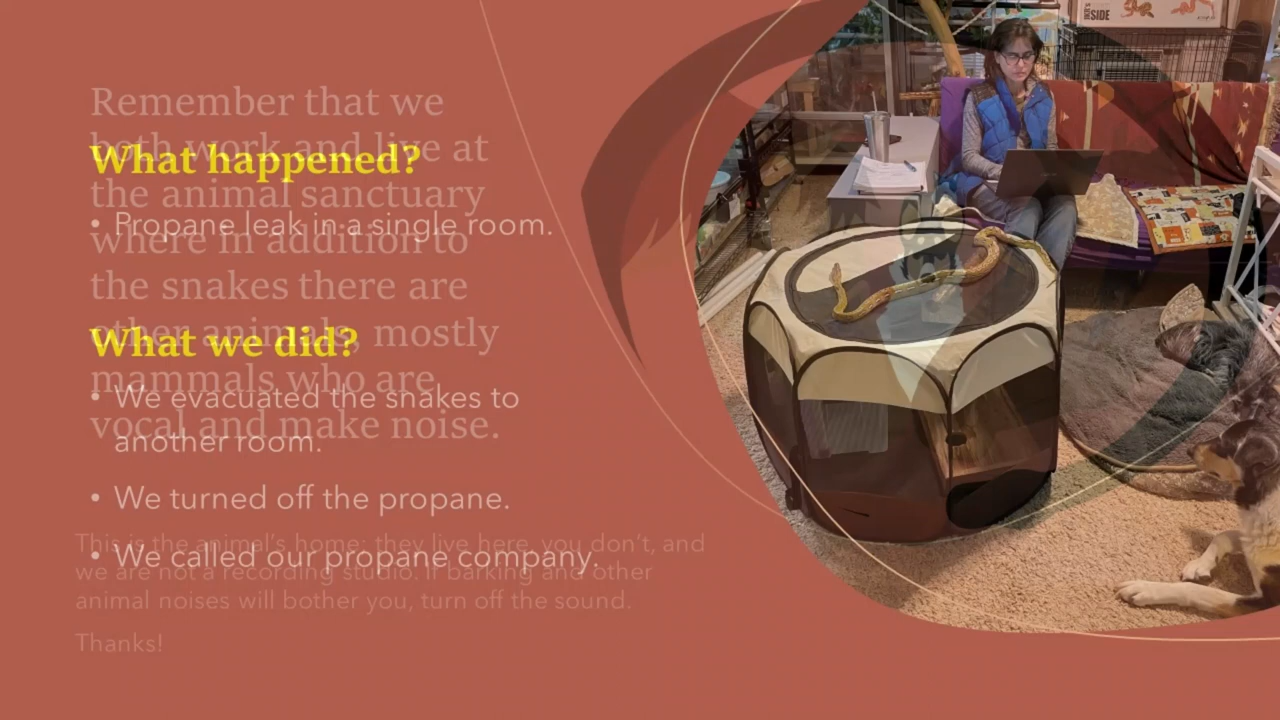 Remember that we
both work and live at
the animal sanctuary
where in addition to
the snakes there are
other animals, mostly
mammals who are
vocal and make noise.
This is the animal's home; they live here, you don't, and
we are not a recording studio. If barking and other
animal noises will bother you, turn off the sound.
Thanks!
What happened?
• Propane leak in a single room.
What we did?
• We evacuated the snakes to
another room.
• We turned off the propane.
• We called our propane company.
SIDE